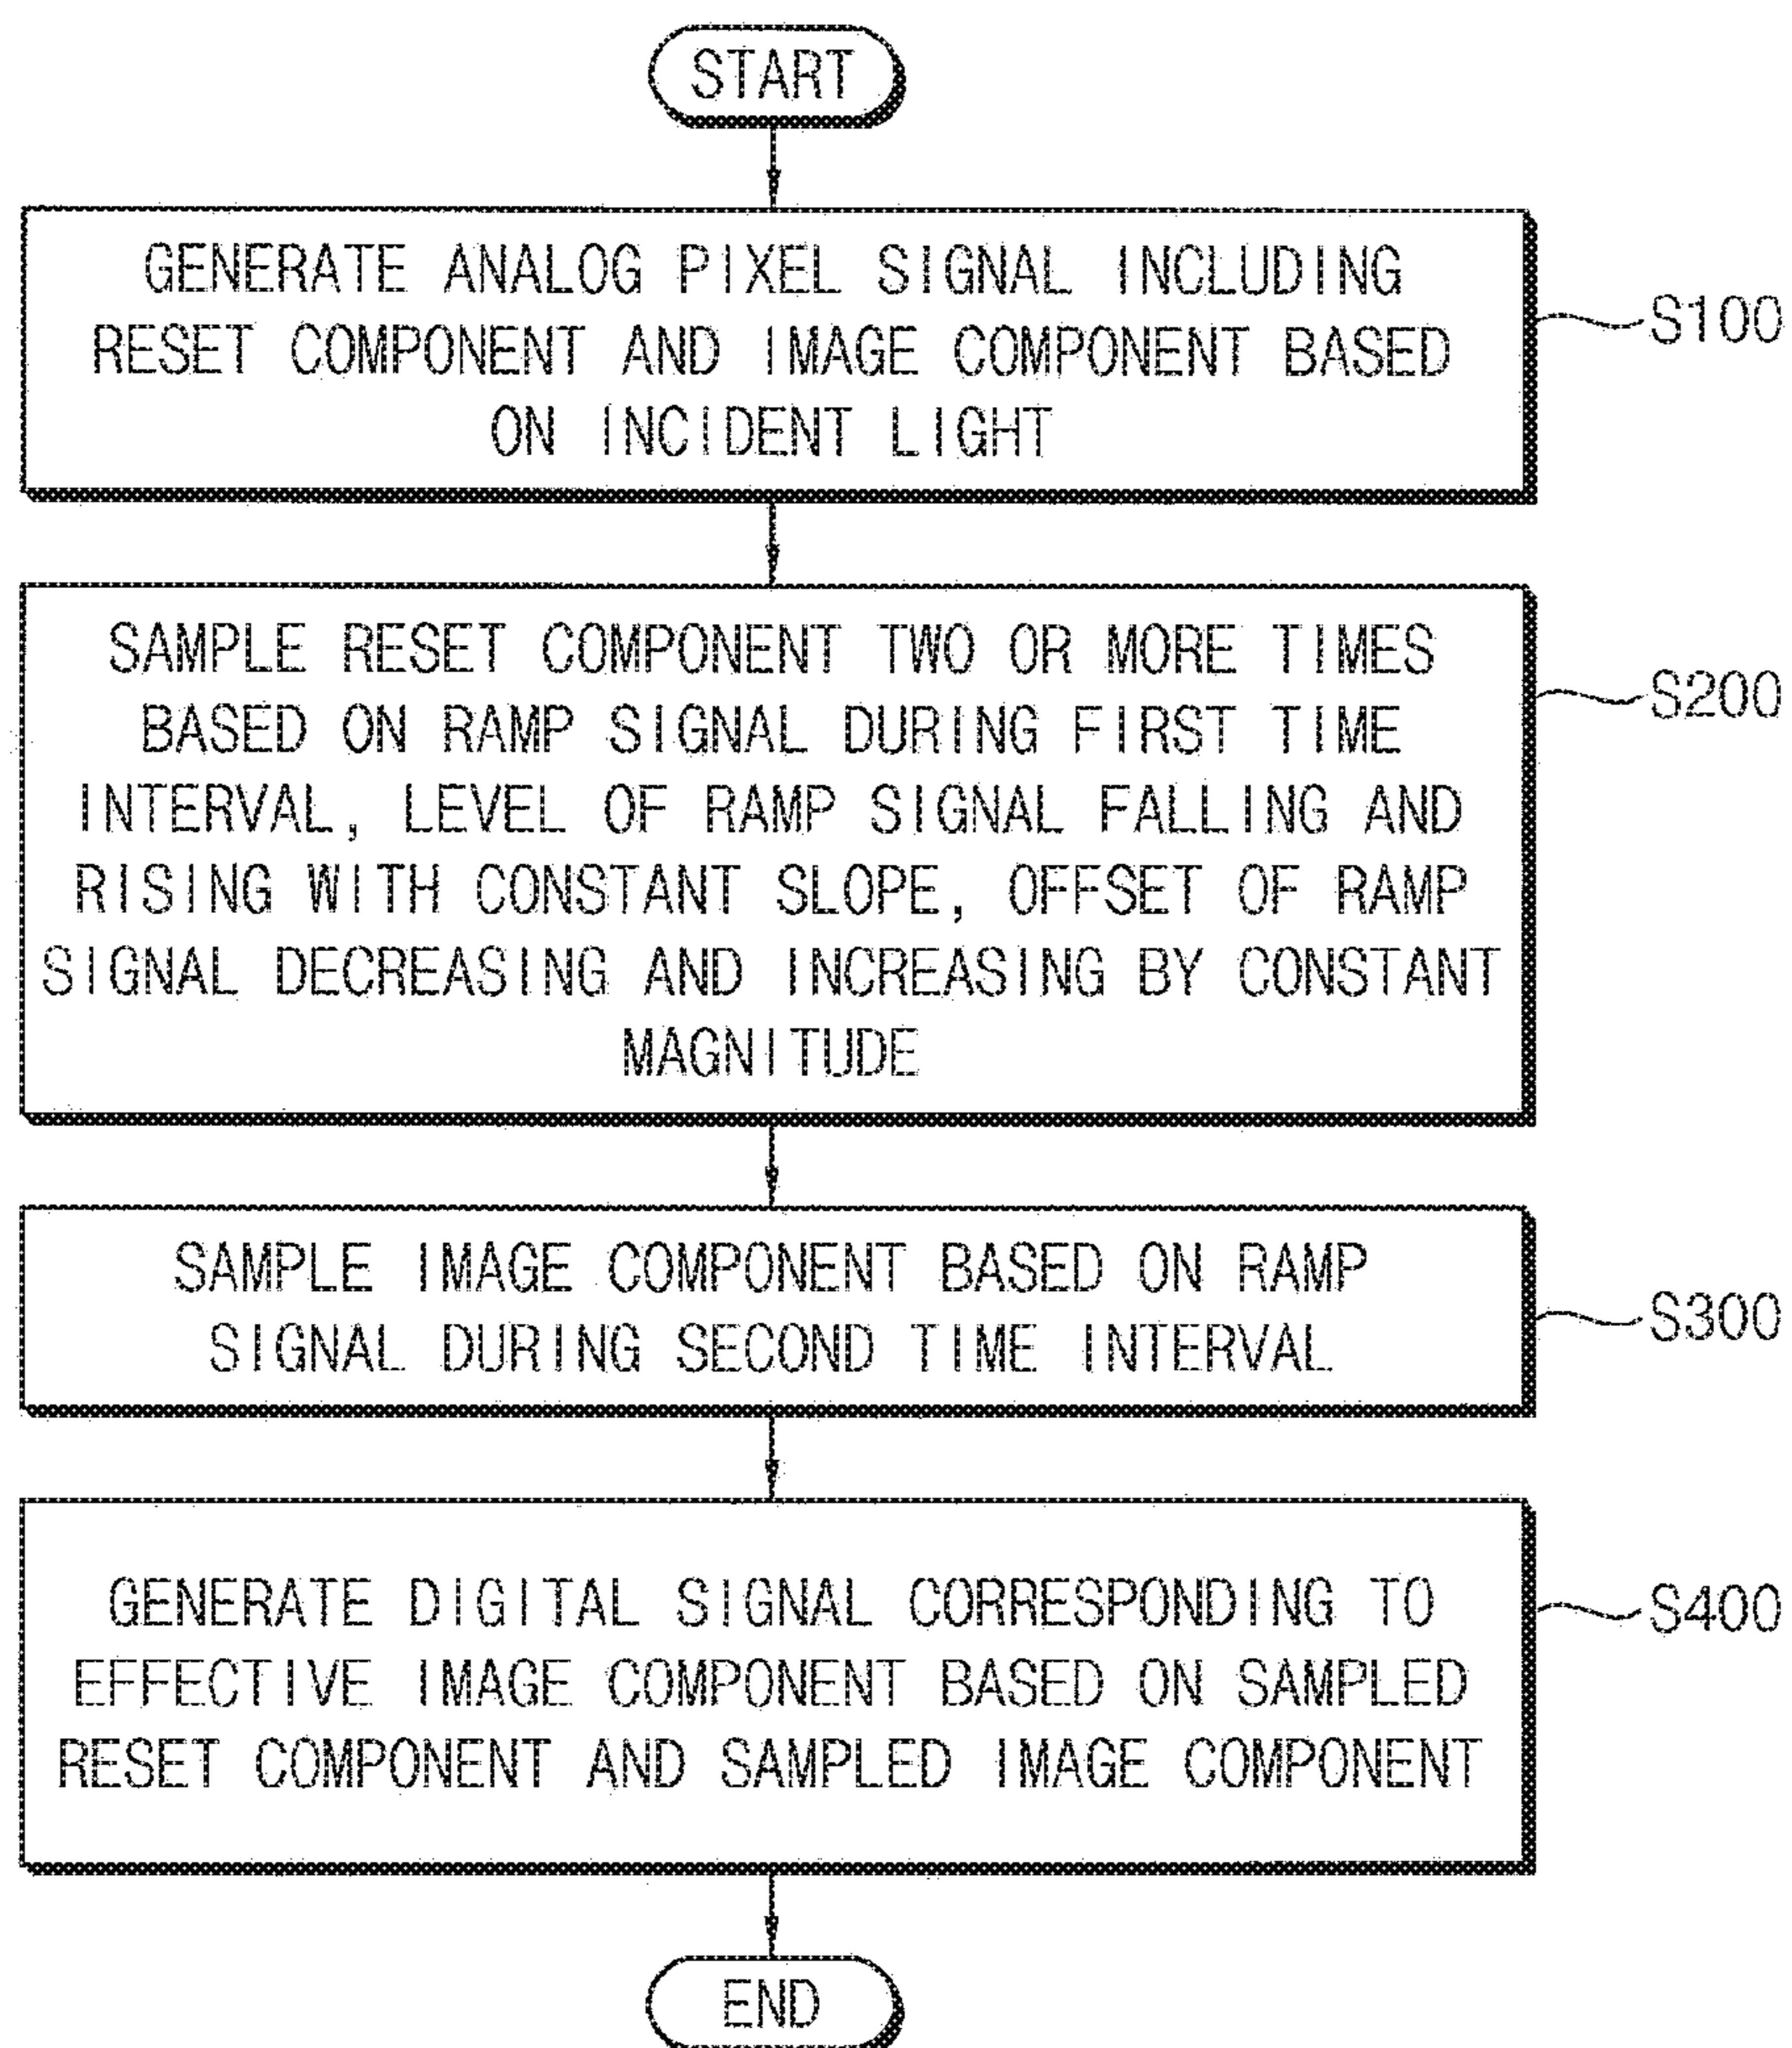 START
GENERATE ANALOG PIXEL SIGNAL INCLUDING
RESET COMPONENT AND IMAGE COMPONENT BASED
ON INCIDENT LIGHT
S100
SAMPLE RESET COMPONENT TWO OR MORE TIMES
BASED ON RAMP SIGNAL DURING FIRST TIME
INTERVAL, LEVEL OF RAMP SIGNAL FALLING AND
RISING WITH CONSTANT SLOPE, OFFSET OF RAMP
SIGNAL DECREASING AND INCREASING BY CONSTANT
MAGNITUDE
S200
SAMPLE IMAGE COMPONENT BASED ON RAMP
SIGNAL DURING SECOND TIME INTERVAL
S300
GENERATE DIGITAL SIGNAL CORRESPONDING TO
EFFECTIVE IMAGE COMPONENT BASED ON SAMPLED
RESET COMPONENT AND SAMPLED IMAGE COMPONENT
S400
END